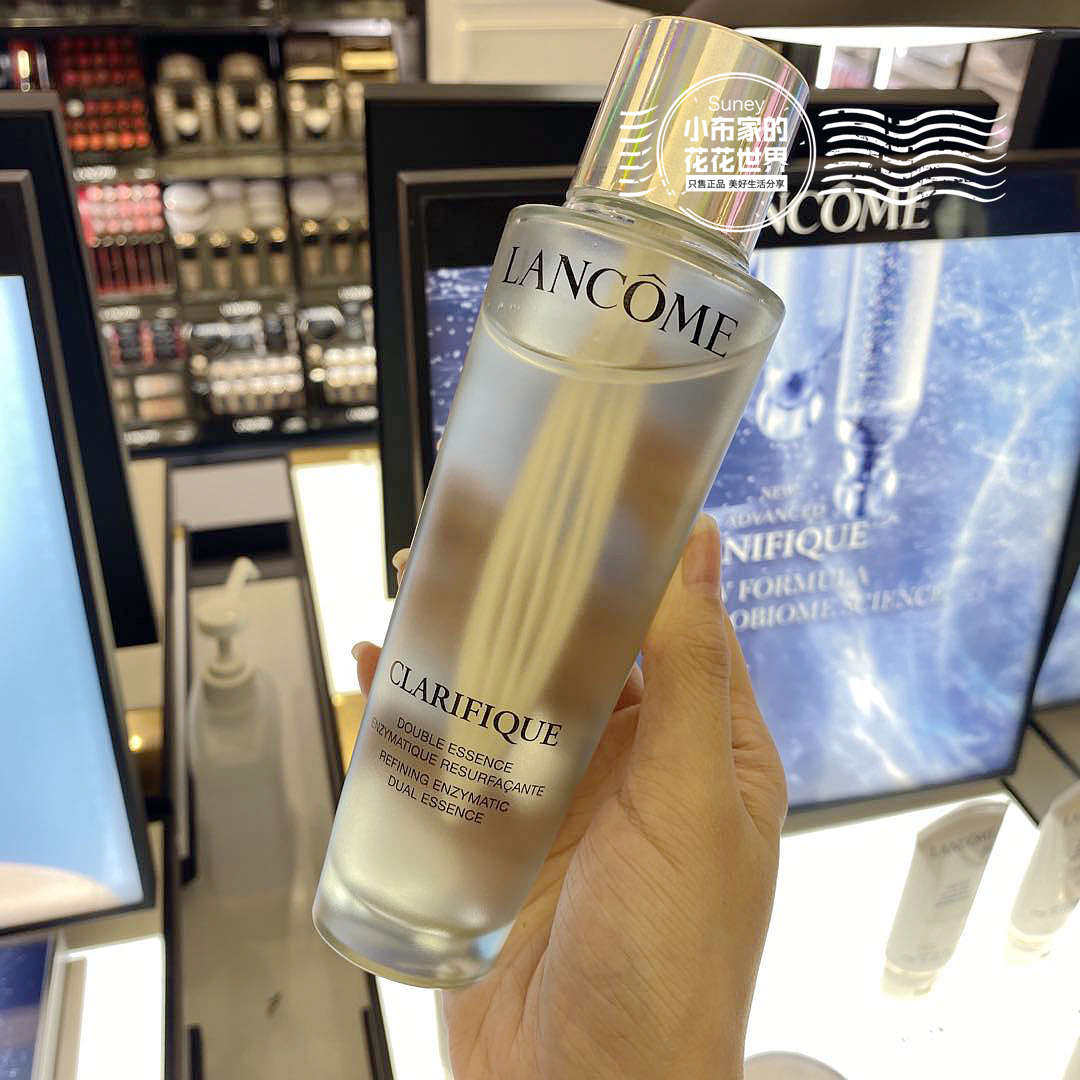 Suney
小布家的
花花世界
只售正品 美好生活分享
LANCÔME
CLARIFIQUE
DOUBLE ESSENCE
ENZYMATIQUE RESURFAÇANTE
REFINING ENZYMATIC
DUAL ESSENCE
NCOME
NEW
ADVANCED
NIFIQUE
FORMULA
OBIOME SCIENCE
LANCOME